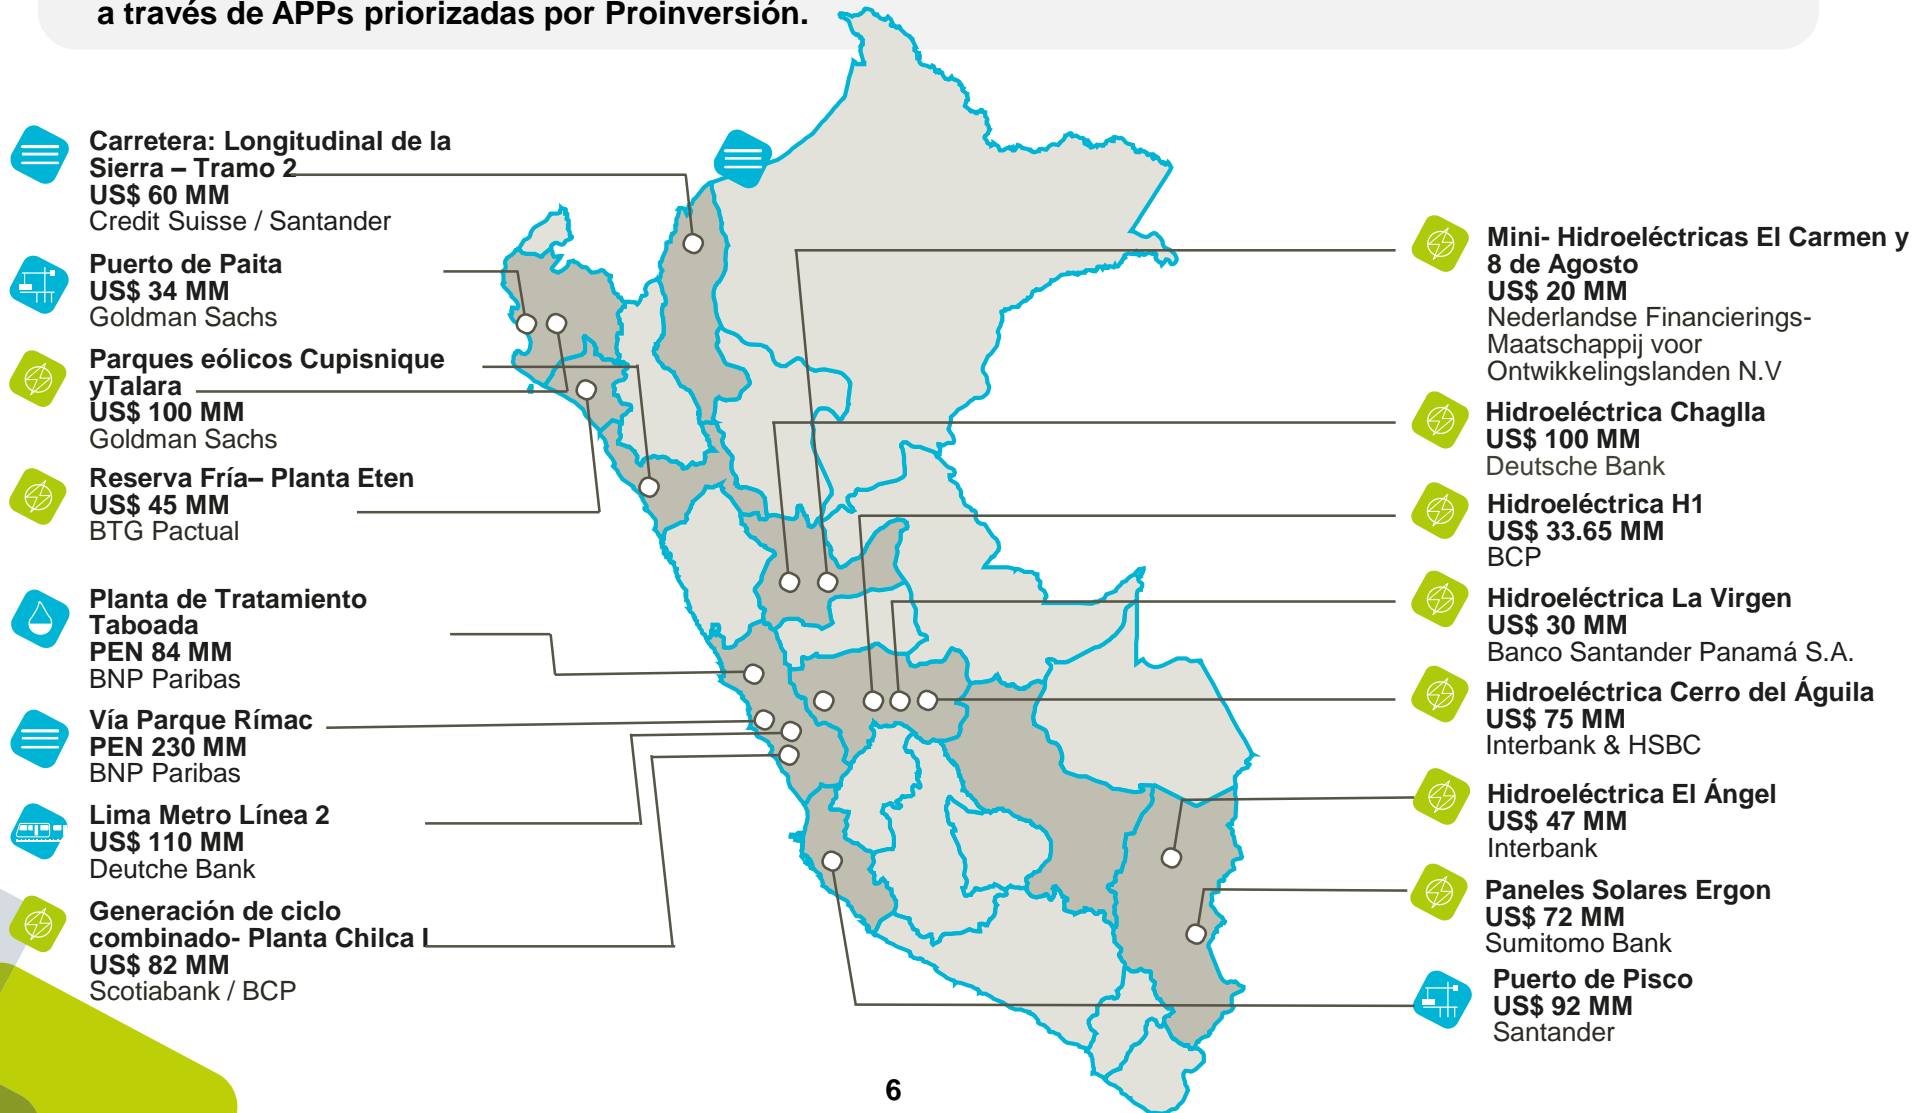 a través de APPs priorizadas por Proinversión.
Carretera: Longitudinal de la
Sierra – Tramo 2
US$ 60 MM
Credit Suisse / Santander
Puerto de Paita
US$ 34 MM
Goldman Sachs
Parques eólicos Cupisnique
yTalara
US$ 100 MM
Goldman Sachs
Reserva Fría– Planta Eten
US$ 45 MM
BTG Pactual
Planta de Tratamiento
Taboada
PEN 84 MM
BNP Paribas
Vía Parque Rímac
PEN 230 MM
BNP Paribas
Lima Metro Línea 2
US$ 110 MM
Deutche Bank
Generación de ciclo
combinado- Planta Chilca I
US$ 82 MM
Scotiabank / BCP
Mini- Hidroeléctricas El Carmen y
8 de Agosto
US$ 20 MM
Nederlandse Financierings-
Maatschappij voor
Ontwikkelingslanden N.V
Hidroeléctrica Chaglla
US$ 100 MM
Deutsche Bank
Hidroeléctrica H1
US$ 33.65 MM
BCP
Hidroeléctrica La Virgen
US$ 30 MM
Banco Santander Panamá S.A.
Hidroeléctrica Cerro del Águila
US$ 75 MM
Interbank & HSBC
Hidroeléctrica El Ángel
US$ 47 MM
Interbank
Paneles Solares Ergon
US$ 72 MM
Sumitomo Bank
Puerto de Pisco
US$ 92 MM
Santander
6